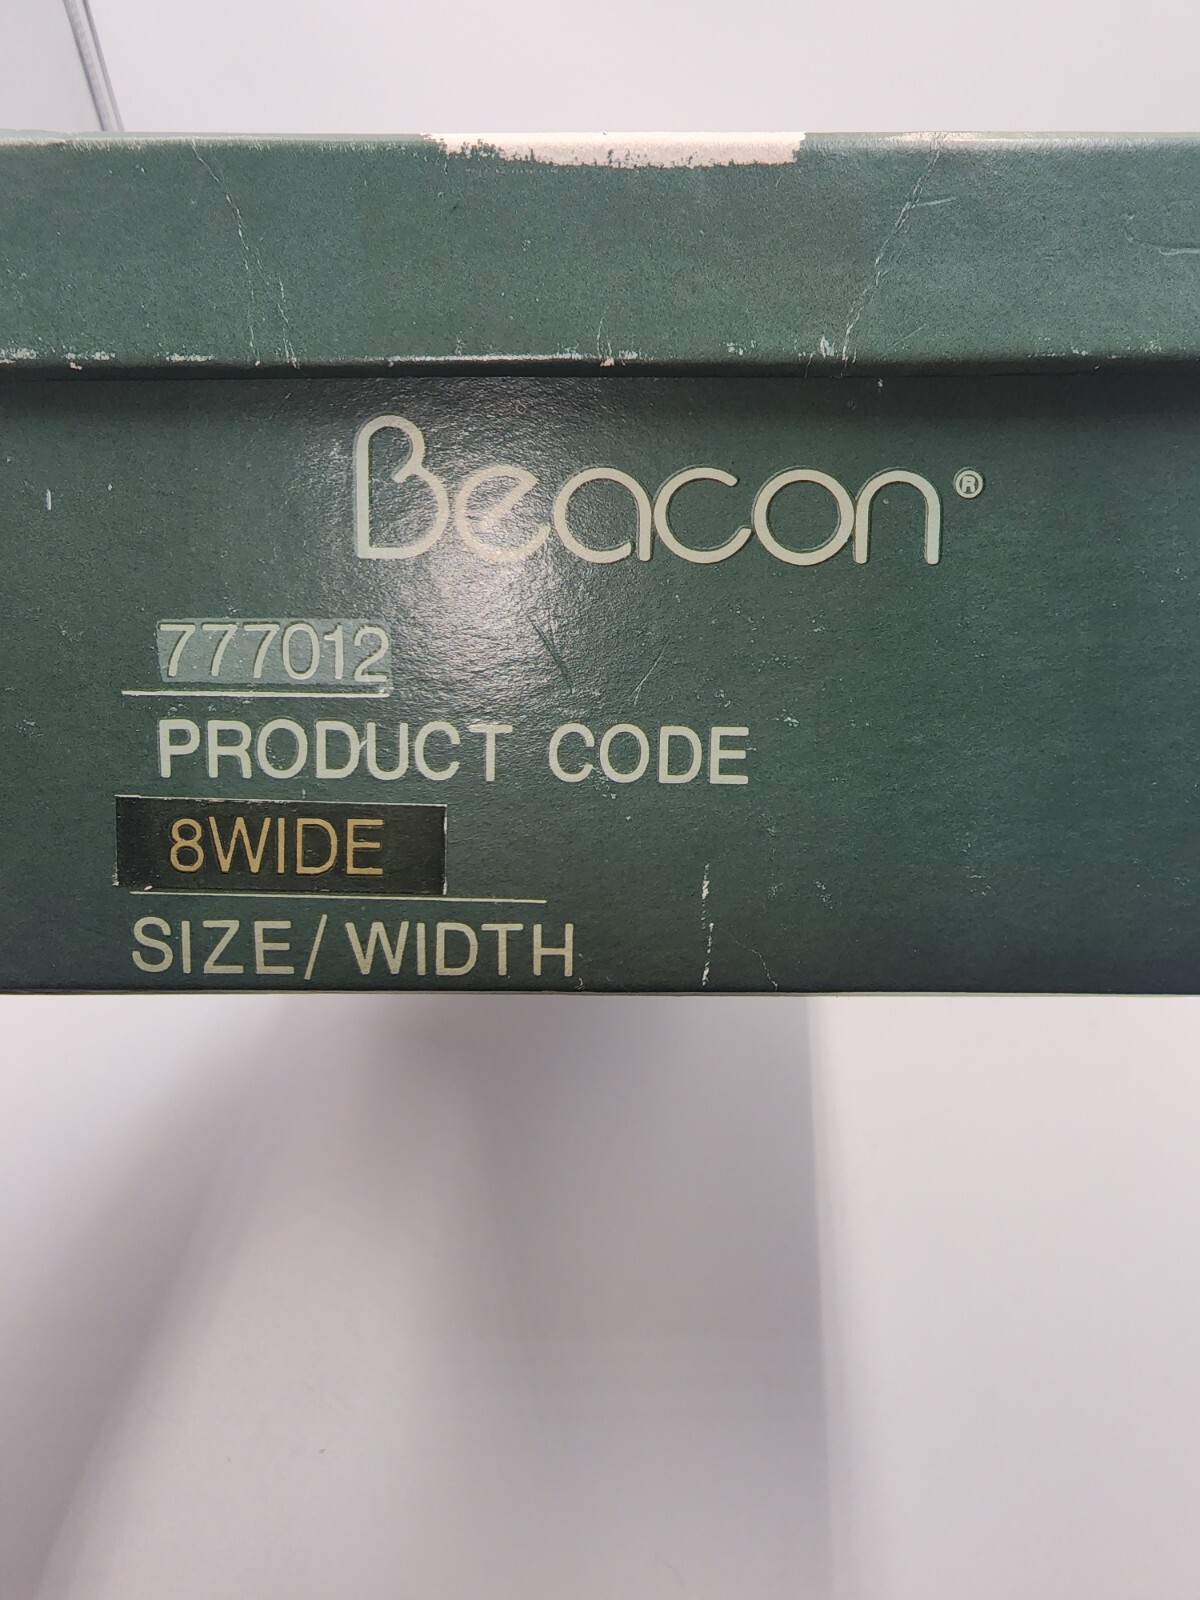 Beacon®
777012
PRODUCT CODE
8WIDE
SIZE/WIDTH